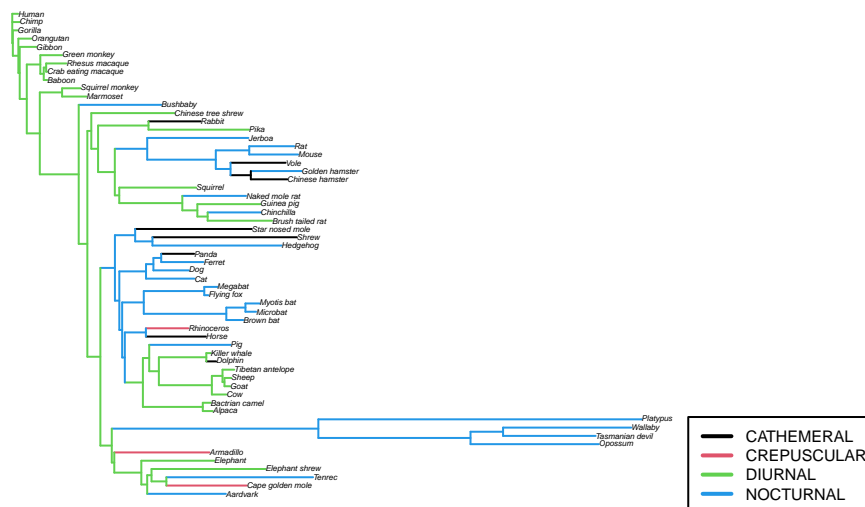 Human
Chimp
Gorilla
Orangutan
Gibbon
Green monkey
Rhesus macaque
Crab eating macaque
Baboon
Squirrel monkey
Marmoset
Bushbaby
Chinese tree shrew
Rabbit
Pika
Jerboa
Rat
Mouse
Vole
Golden hamster
Chinese hamster
Squirrel
Naked mole rat
Guinea pig
Chinchilla
Brush tailed rat
Star nosed mole
Shrew
Hedgehog
Panda
Ferret
Dog
Cat
Megabat
Flying fox
Myotis bat
Microbat
Brown bat
Rhinoceros
Horse
Pig
Killer whale
Dolphin
Tibetan antelope
Sheep
Goat
Cow
Bactrian camel
Alpaca
Platypus
Wallaby
Tasmanian devil
Opossum
Armadillo
Elephant
Elephant shrew
Tenrec
Cape golden mole
Aardvark
CATHEMERAL
CREPUSCULAR
DIURNAL
NOCTURNAL